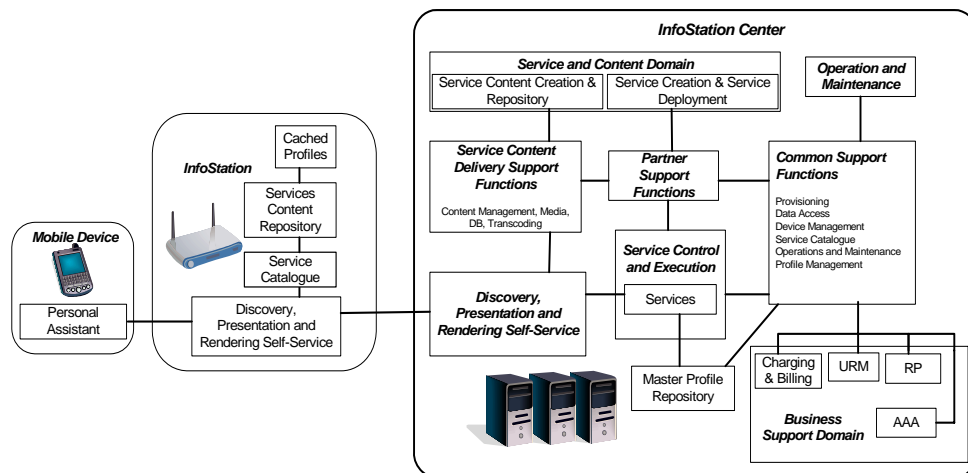 InfoStation Center
Service and Content Domain
Service Content Creation &
Repository
Service Creation & Service
Deployment
Operation and
Maintenance
Cached
Profiles
InfoStation
Services
Content
Repository
Service
Catalogue
Discovery,
Presentation and
Rendering Self-Service
Mobile Device
Personal
Assistant
Service Content
Delivery Support
Functions
Content Management, Media,
DB, Transcoding
Partner
Support
Functions
Common Support
Functions
Provisioning
Data Access
Device Management
Service Catalogue
Operations and Maintenance
Profile Management
Service Control
and Execution
Services
Discovery,
Presentation and
Rendering Self-Service
Master Profile
Repository
Charging
& Billing
URM
RP
AAA
Business
Support Domain